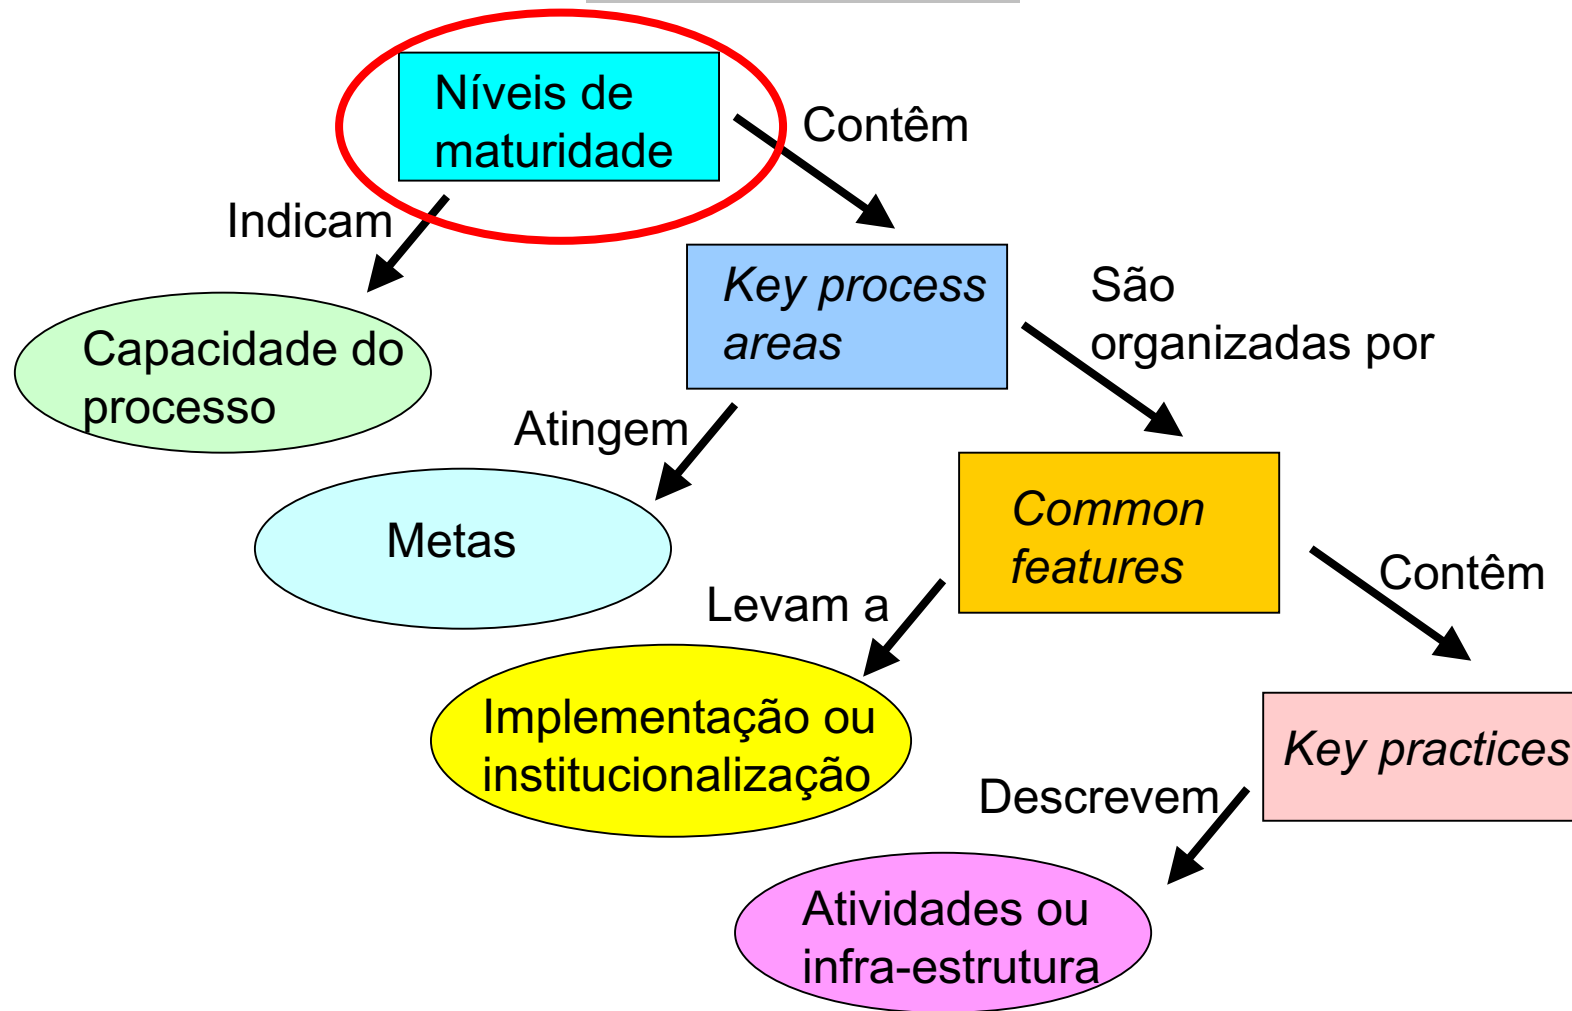 Níveis de
maturidade
Contêm
Indicam
Key process
areas
São
organizadas por
Capacidade do
processo
Atingem
Metas
Common
features
Contêm
Levam a
Implementação ou
institucionalização
Key practices
Descrevem
Atividades ou
infra-estrutura